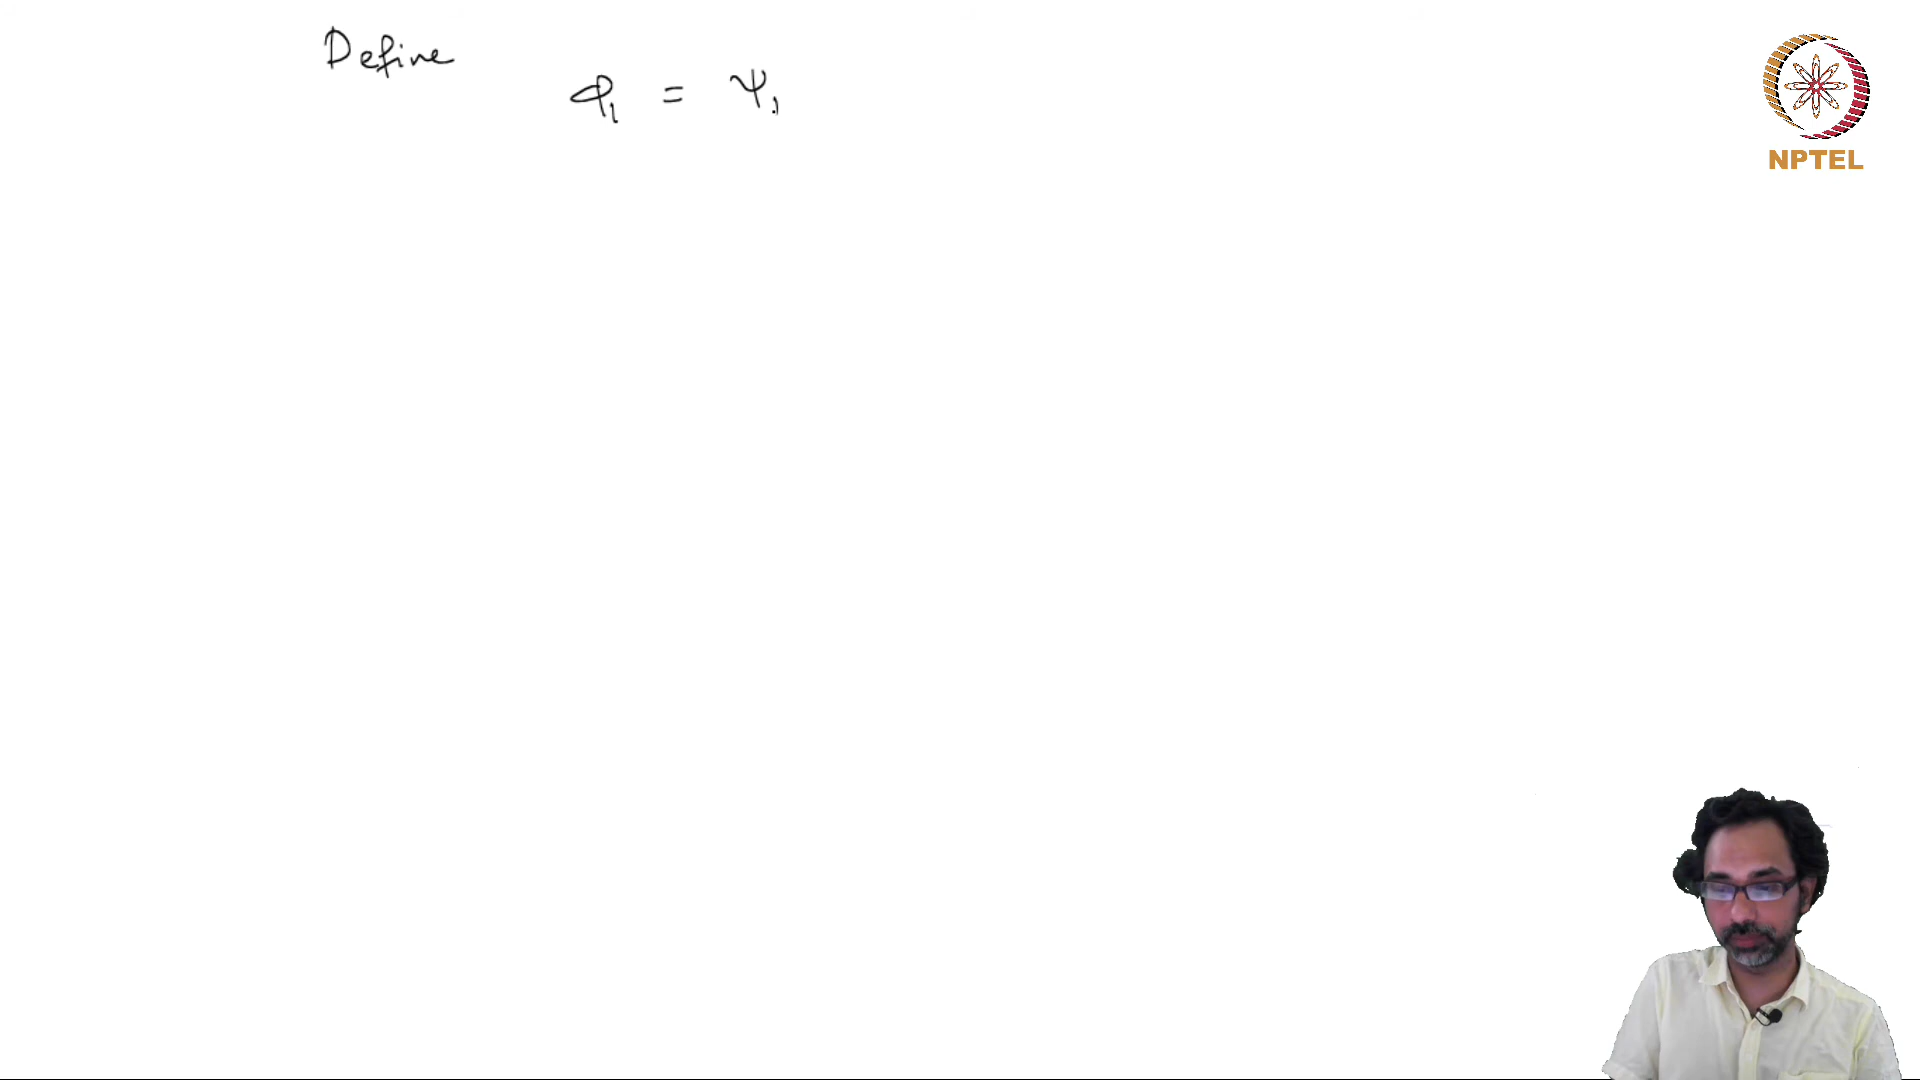 Define
φ₁ = ψ₁
NPTEL